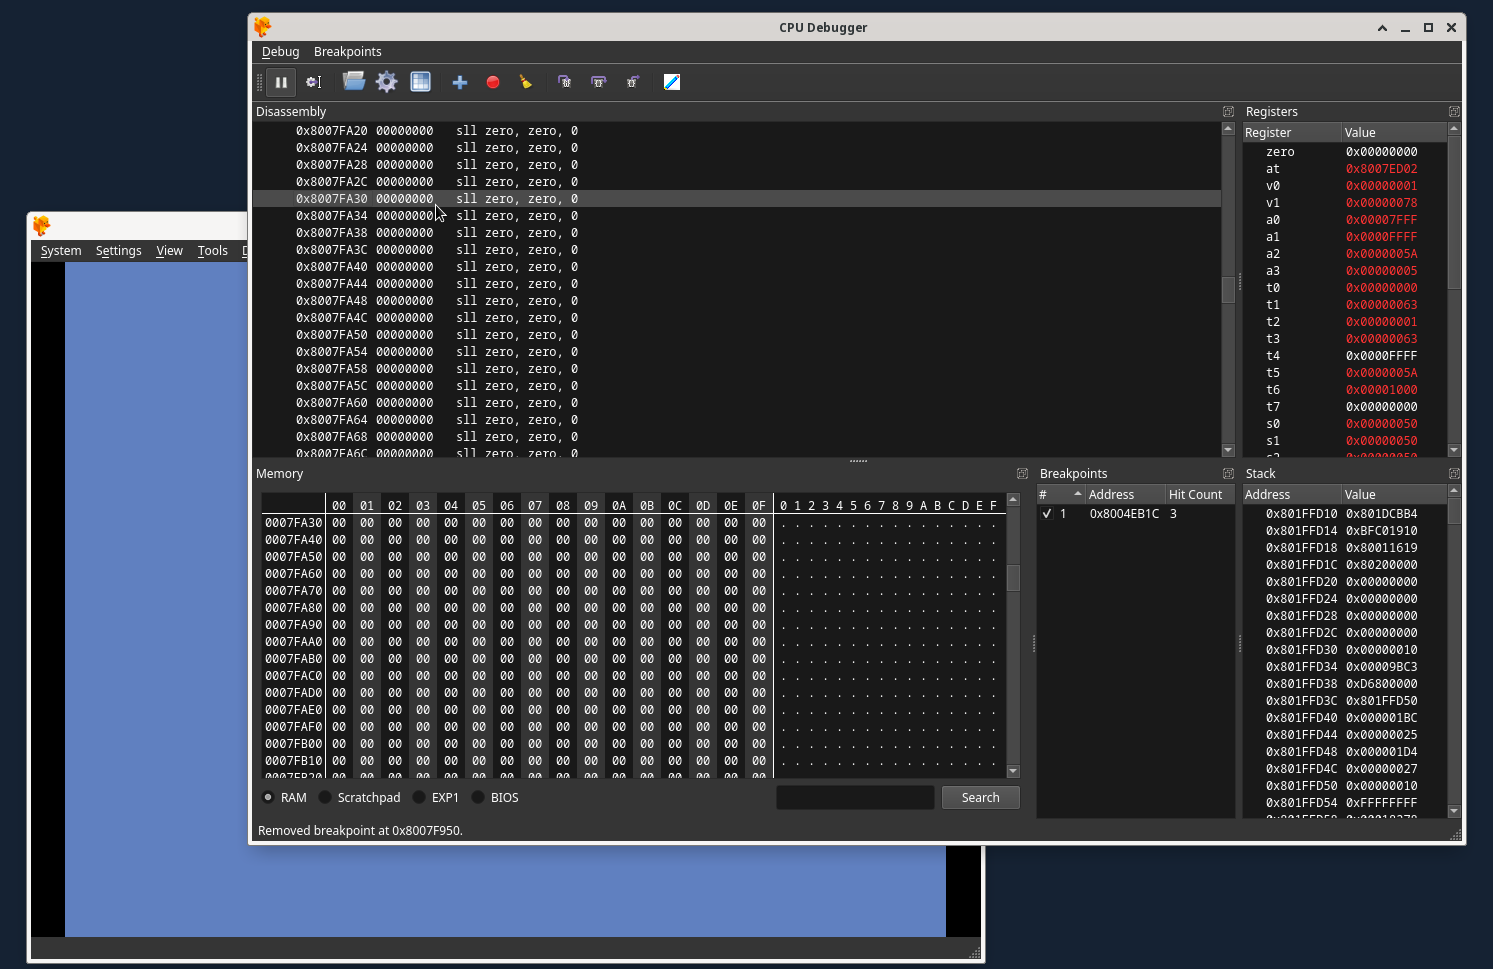 CPU Debugger
Debug Breakpoints
Disassembly
0x8007FA20 00000000 sll zero, zero, 0
0x8007FA24 00000000 sll zero, zero, 0
0x8007FA28 00000000 sll zero, zero, 0
0x8007FA2C 00000000 sll zero, zero, 0
0x8007FA30 00000000 sll zero, zero, 0
0x8007FA34 00000000 sll zero, zero, 0
0x8007FA38 00000000 sll zero, zero, 0
0x8007FA3C 00000000 sll zero, zero, 0
0x8007FA40 00000000 sll zero, zero, 0
0x8007FA44 00000000 sll zero, zero, 0
0x8007FA48 00000000 sll zero, zero, 0
0x8007FA4C 00000000 sll zero, zero, 0
0x8007FA50 00000000 sll zero, zero, 0
0x8007FA54 00000000 sll zero, zero, 0
0x8007FA58 00000000 sll zero, zero, 0
0x8007FA5C 00000000 sll zero, zero, 0
0x8007FA60 00000000 sll zero, zero, 0
0x8007FA64 00000000 sll zero, zero, 0
0x8007FA68 00000000 sll zero, zero, 0
0x8007FA6C 00000000 sll zero, zero, 0
Registers
Register Value
zero 0x00000000
at 0x8007ED02
v0 0x00000001
v1 0x00000078
a0 0x00007FFF
a1 0x0000FFFF
a2 0x0000005A
a3 0x00000005
t0 0x00000000
t1 0x00000063
t2 0x00000001
t3 0x00000063
t4 0x0000FFFF
t5 0x0000005A
t6 0x00001000
t7 0x00000000
s0 0x00000050
s1 0x00000050
s2 0x00000050
System Settings View Tools D
Memory
00 01 02 03 04 05 06 07 08 09 0A 0B 0C 0D 0E 0F 0 1 2 3 4 5 6 7 8 9 A B C D E F
0007FA30 00 00 00 00 00 00 00 00 00 00 00 00 00 00 00 00 . . . . . . . . . . . . . . . .
0007FA40 00 00 00 00 00 00 00 00 00 00 00 00 00 00 00 00 . . . . . . . . . . . . . . . .
0007FA50 00 00 00 00 00 00 00 00 00 00 00 00 00 00 00 00 . . . . . . . . . . . . . . . .
0007FA60 00 00 00 00 00 00 00 00 00 00 00 00 00 00 00 00 . . . . . . . . . . . . . . . .
0007FA70 00 00 00 00 00 00 00 00 00 00 00 00 00 00 00 00 . . . . . . . . . . . . . . . .
0007FA80 00 00 00 00 00 00 00 00 00 00 00 00 00 00 00 00 . . . . . . . . . . . . . . . .
0007FA90 00 00 00 00 00 00 00 00 00 00 00 00 00 00 00 00 . . . . . . . . . . . . . . . .
0007FAA0 00 00 00 00 00 00 00 00 00 00 00 00 00 00 00 00 . . . . . . . . . . . . . . . .
0007FAB0 00 00 00 00 00 00 00 00 00 00 00 00 00 00 00 00 . . . . . . . . . . . . . . . .
0007FAC0 00 00 00 00 00 00 00 00 00 00 00 00 00 00 00 00 . . . . . . . . . . . . . . . .
0007FAD0 00 00 00 00 00 00 00 00 00 00 00 00 00 00 00 00 . . . . . . . . . . . . . . . .
0007FAE0 00 00 00 00 00 00 00 00 00 00 00 00 00 00 00 00 . . . . . . . . . . . . . . . .
0007FAF0 00 00 00 00 00 00 00 00 00 00 00 00 00 00 00 00 . . . . . . . . . . . . . . . .
0007FB00 00 00 00 00 00 00 00 00 00 00 00 00 00 00 00 00 . . . . . . . . . . . . . . . .
0007FB10 00 00 00 00 00 00 00 00 00 00 00 00 00 00 00 00 . . . . . . . . . . . . . . . .
0007FB20 00 00 00 00 00 00 00 00 00 00 00 00 00 00 00 00
RAM Scratchpad EXP1 BIOS Search
Breakpoints
# Address Hit Count
1 0x8004EB1C 3
Stack
Address Value
0x801FFD10 0x801DCBB4
0x801FFD14 0xBFC01910
0x801FFD18 0x80011619
0x801FFD1C 0x80200000
0x801FFD20 0x00000000
0x801FFD24 0x00000000
0x801FFD28 0x00000000
0x801FFD2C 0x00000000
0x801FFD30 0x00000010
0x801FFD34 0x00009BC3
0x801FFD38 0xD6800000
0x801FFD3C 0x801FFD50
0x801FFD40 0x000001BC
0x801FFD44 0x00000025
0x801FFD48 0x000001D4
0x801FFD4C 0x00000027
0x801FFD50 0x00000010
0x801FFD54 0xFFFFFFFF
Removed breakpoint at 0x8007F950.